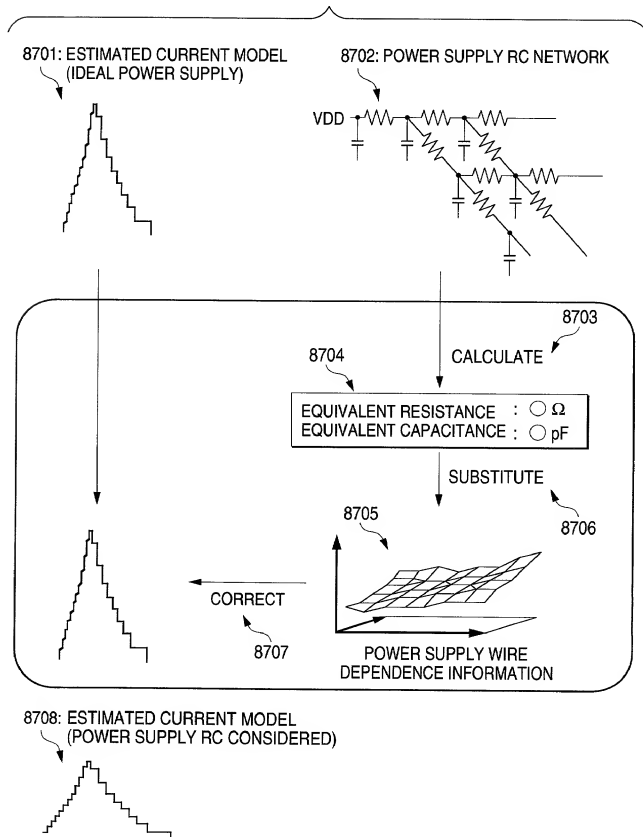 8701: ESTIMATED CURRENT MODEL
(IDEAL POWER SUPPLY)
8702: POWER SUPPLY RC NETWORK
VDD
8703
CALCULATE
8704
EQUIVALENT RESISTANCE : ○ Ω
EQUIVALENT CAPACITANCE : ○ pF
SUBSTITUTE
8706
8705
CORRECT
8707
POWER SUPPLY WIRE
DEPENDENCE INFORMATION
8708: ESTIMATED CURRENT MODEL
(POWER SUPPLY RC CONSIDERED)